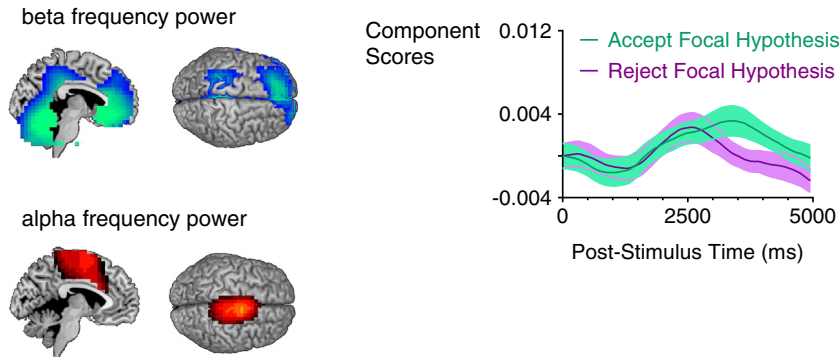 beta frequency power
Component
Scores
0.012
0.004
-0.004
Accept Focal Hypothesis
Reject Focal Hypothesis
0
2500
5000
Post-Stimulus Time (ms)
alpha frequency power